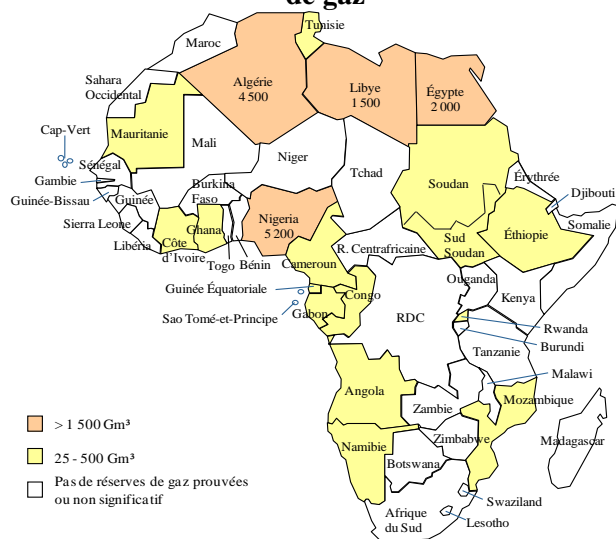 de gaz
Tunisie
Maroc
Algérie
4 500
Libye
1 500
Égypte
2 000
Sahara
Occidental
Cap-Vert
Mauritanie
Mali
Niger
Tchad
Soudan
Érythrée
Djibouti
Sénégal
Gambie
Guinée-Bissau
Guinée
Burkina
Faso
Sierra Leone
Libéria
Côte
d'Ivoire
Ghana
Togo
Bénin
Nigeria
5 200
Cameroun
R. Centrafricaine
Sud
Soudan
Éthiopie
Somalie
Guinée Équatoriale
Sao Tomé-et-Principe
Gabon
Congo
RDC
Ouganda
Kenya
Rwanda
Burundi
Tanzanie
Malawi
Angola
Zambie
Mozambique
Zimbabwe
Madagascar
Namibie
Botswana
Swaziland
Lesotho
Afrique
du Sud
> 1 500 Gm³
25 - 500 Gm³
Pas de réserves de gaz prouvées
ou non significatif